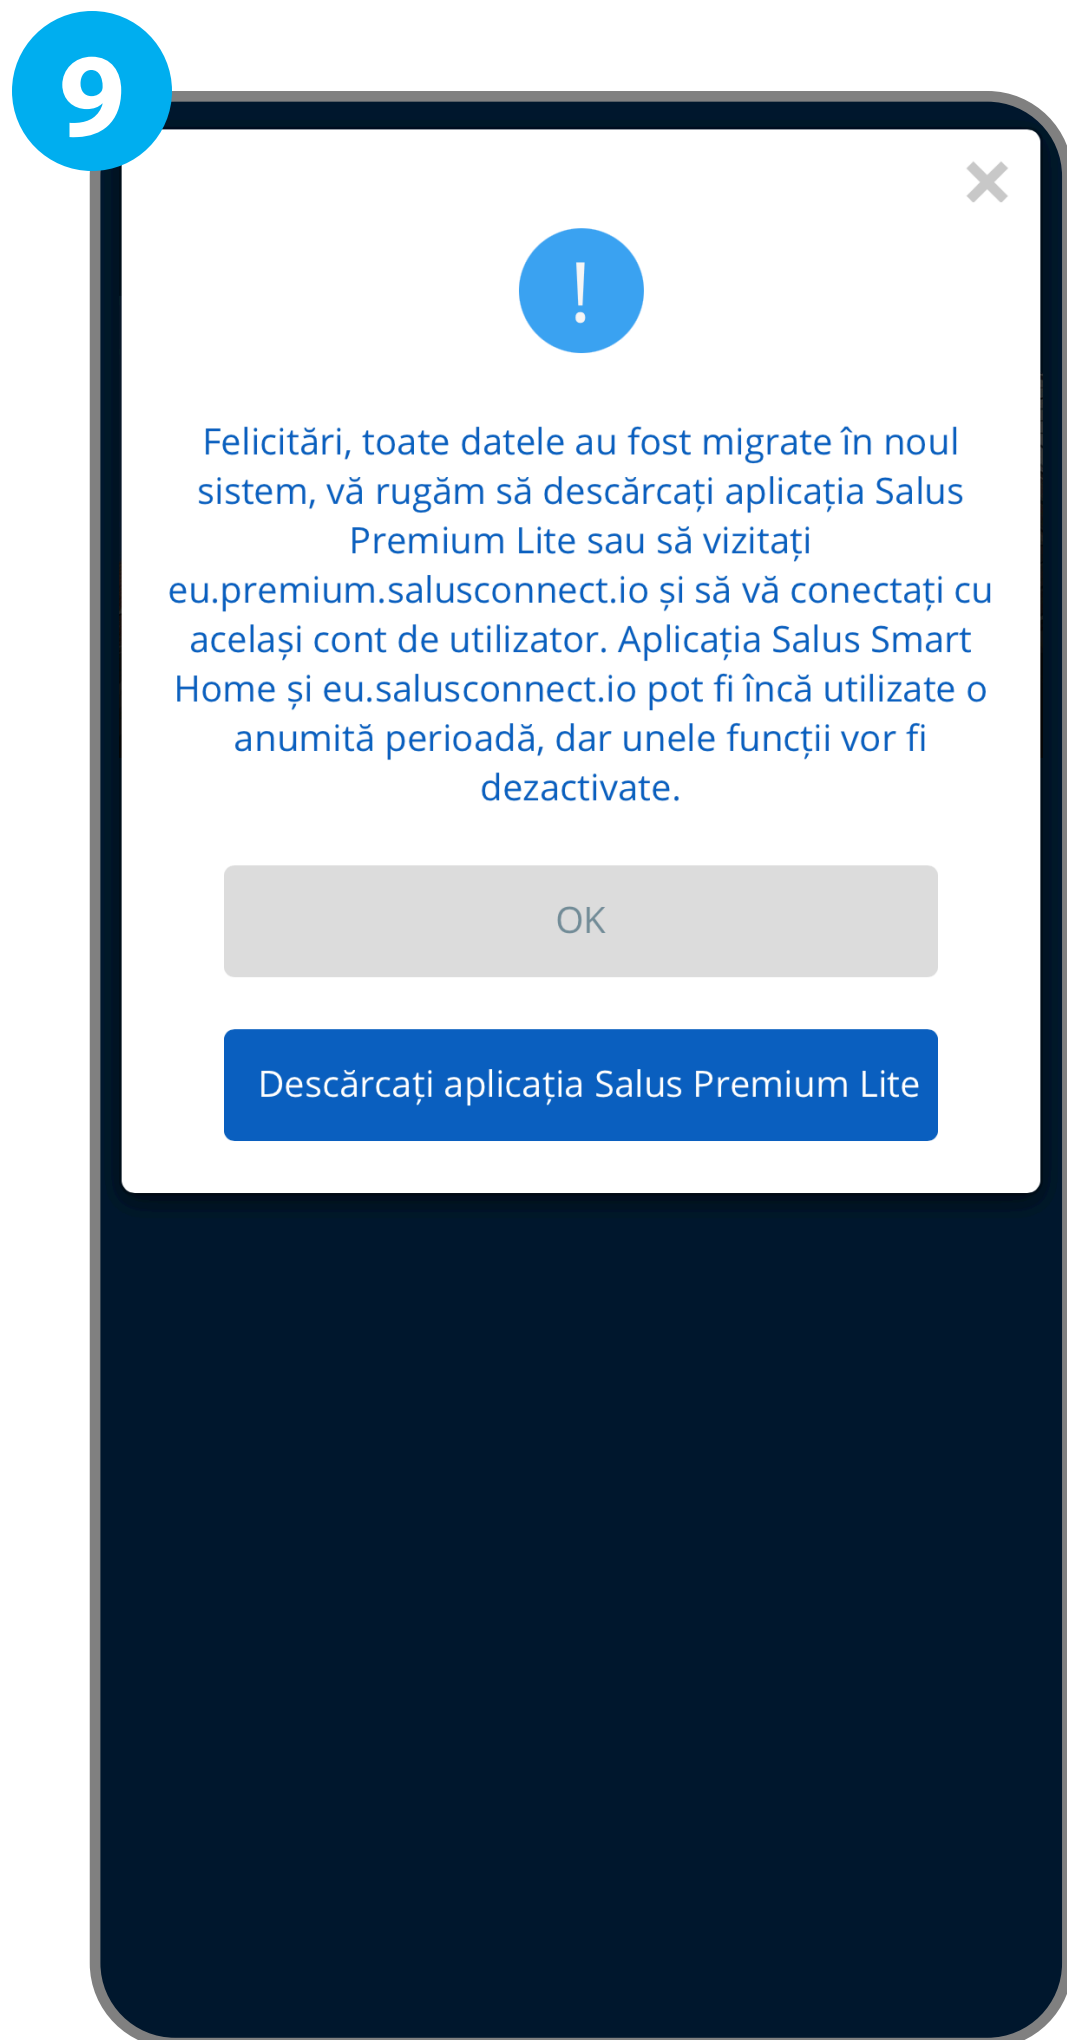 9
!
Felicitări, toate datele au fost migrate în noul
sistem, vă rugăm să descărcați aplicația Salus
Premium Lite sau să vizitați
eu.premium.salusconnect.io și să vă conectați cu
același cont de utilizator. Aplicația Salus Smart
Home și eu.salusconnect.io pot fi încă utilizate o
anumită perioadă, dar unele funcții vor fi
dezactivate.
OK
Descărcați aplicația Salus Premium Lite